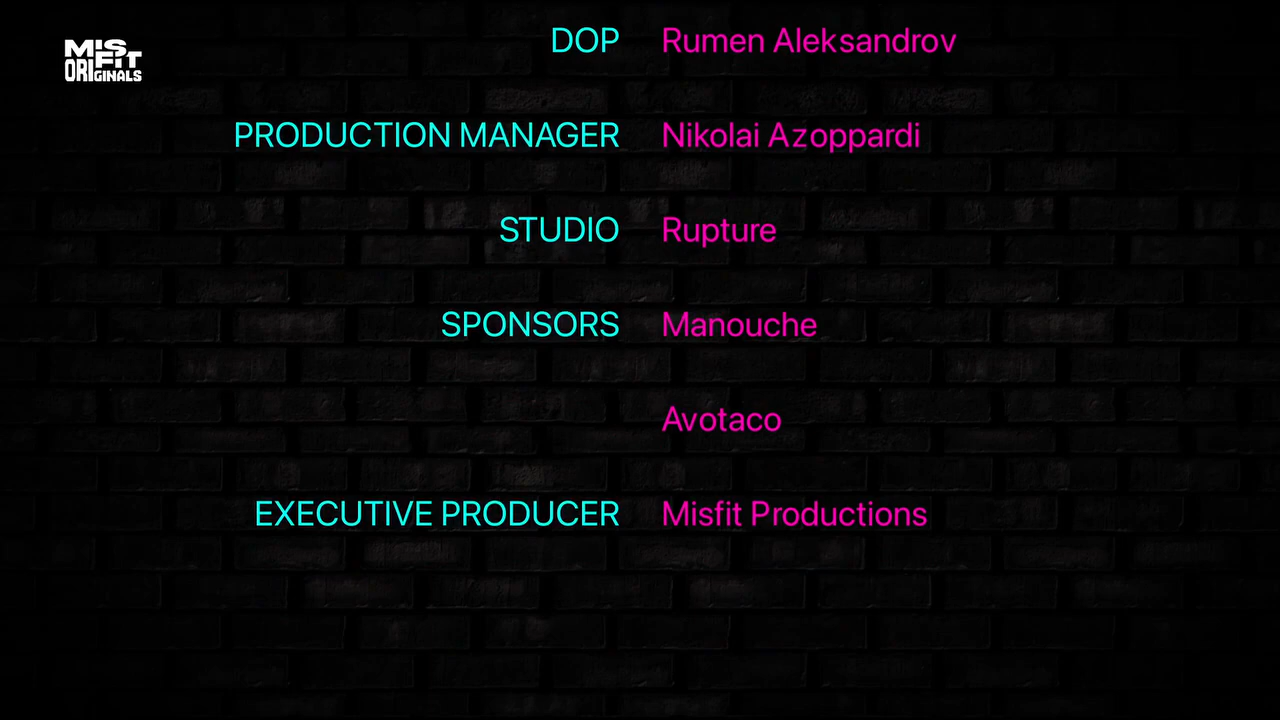 MISFIT
ORIGINALS
DOP Rumen Aleksandrov
PRODUCTION MANAGER Nikolai Azoppardi
STUDIO Rupture
SPONSORS Manouche
Avotaco
EXECUTIVE PRODUCER Misfit Productions